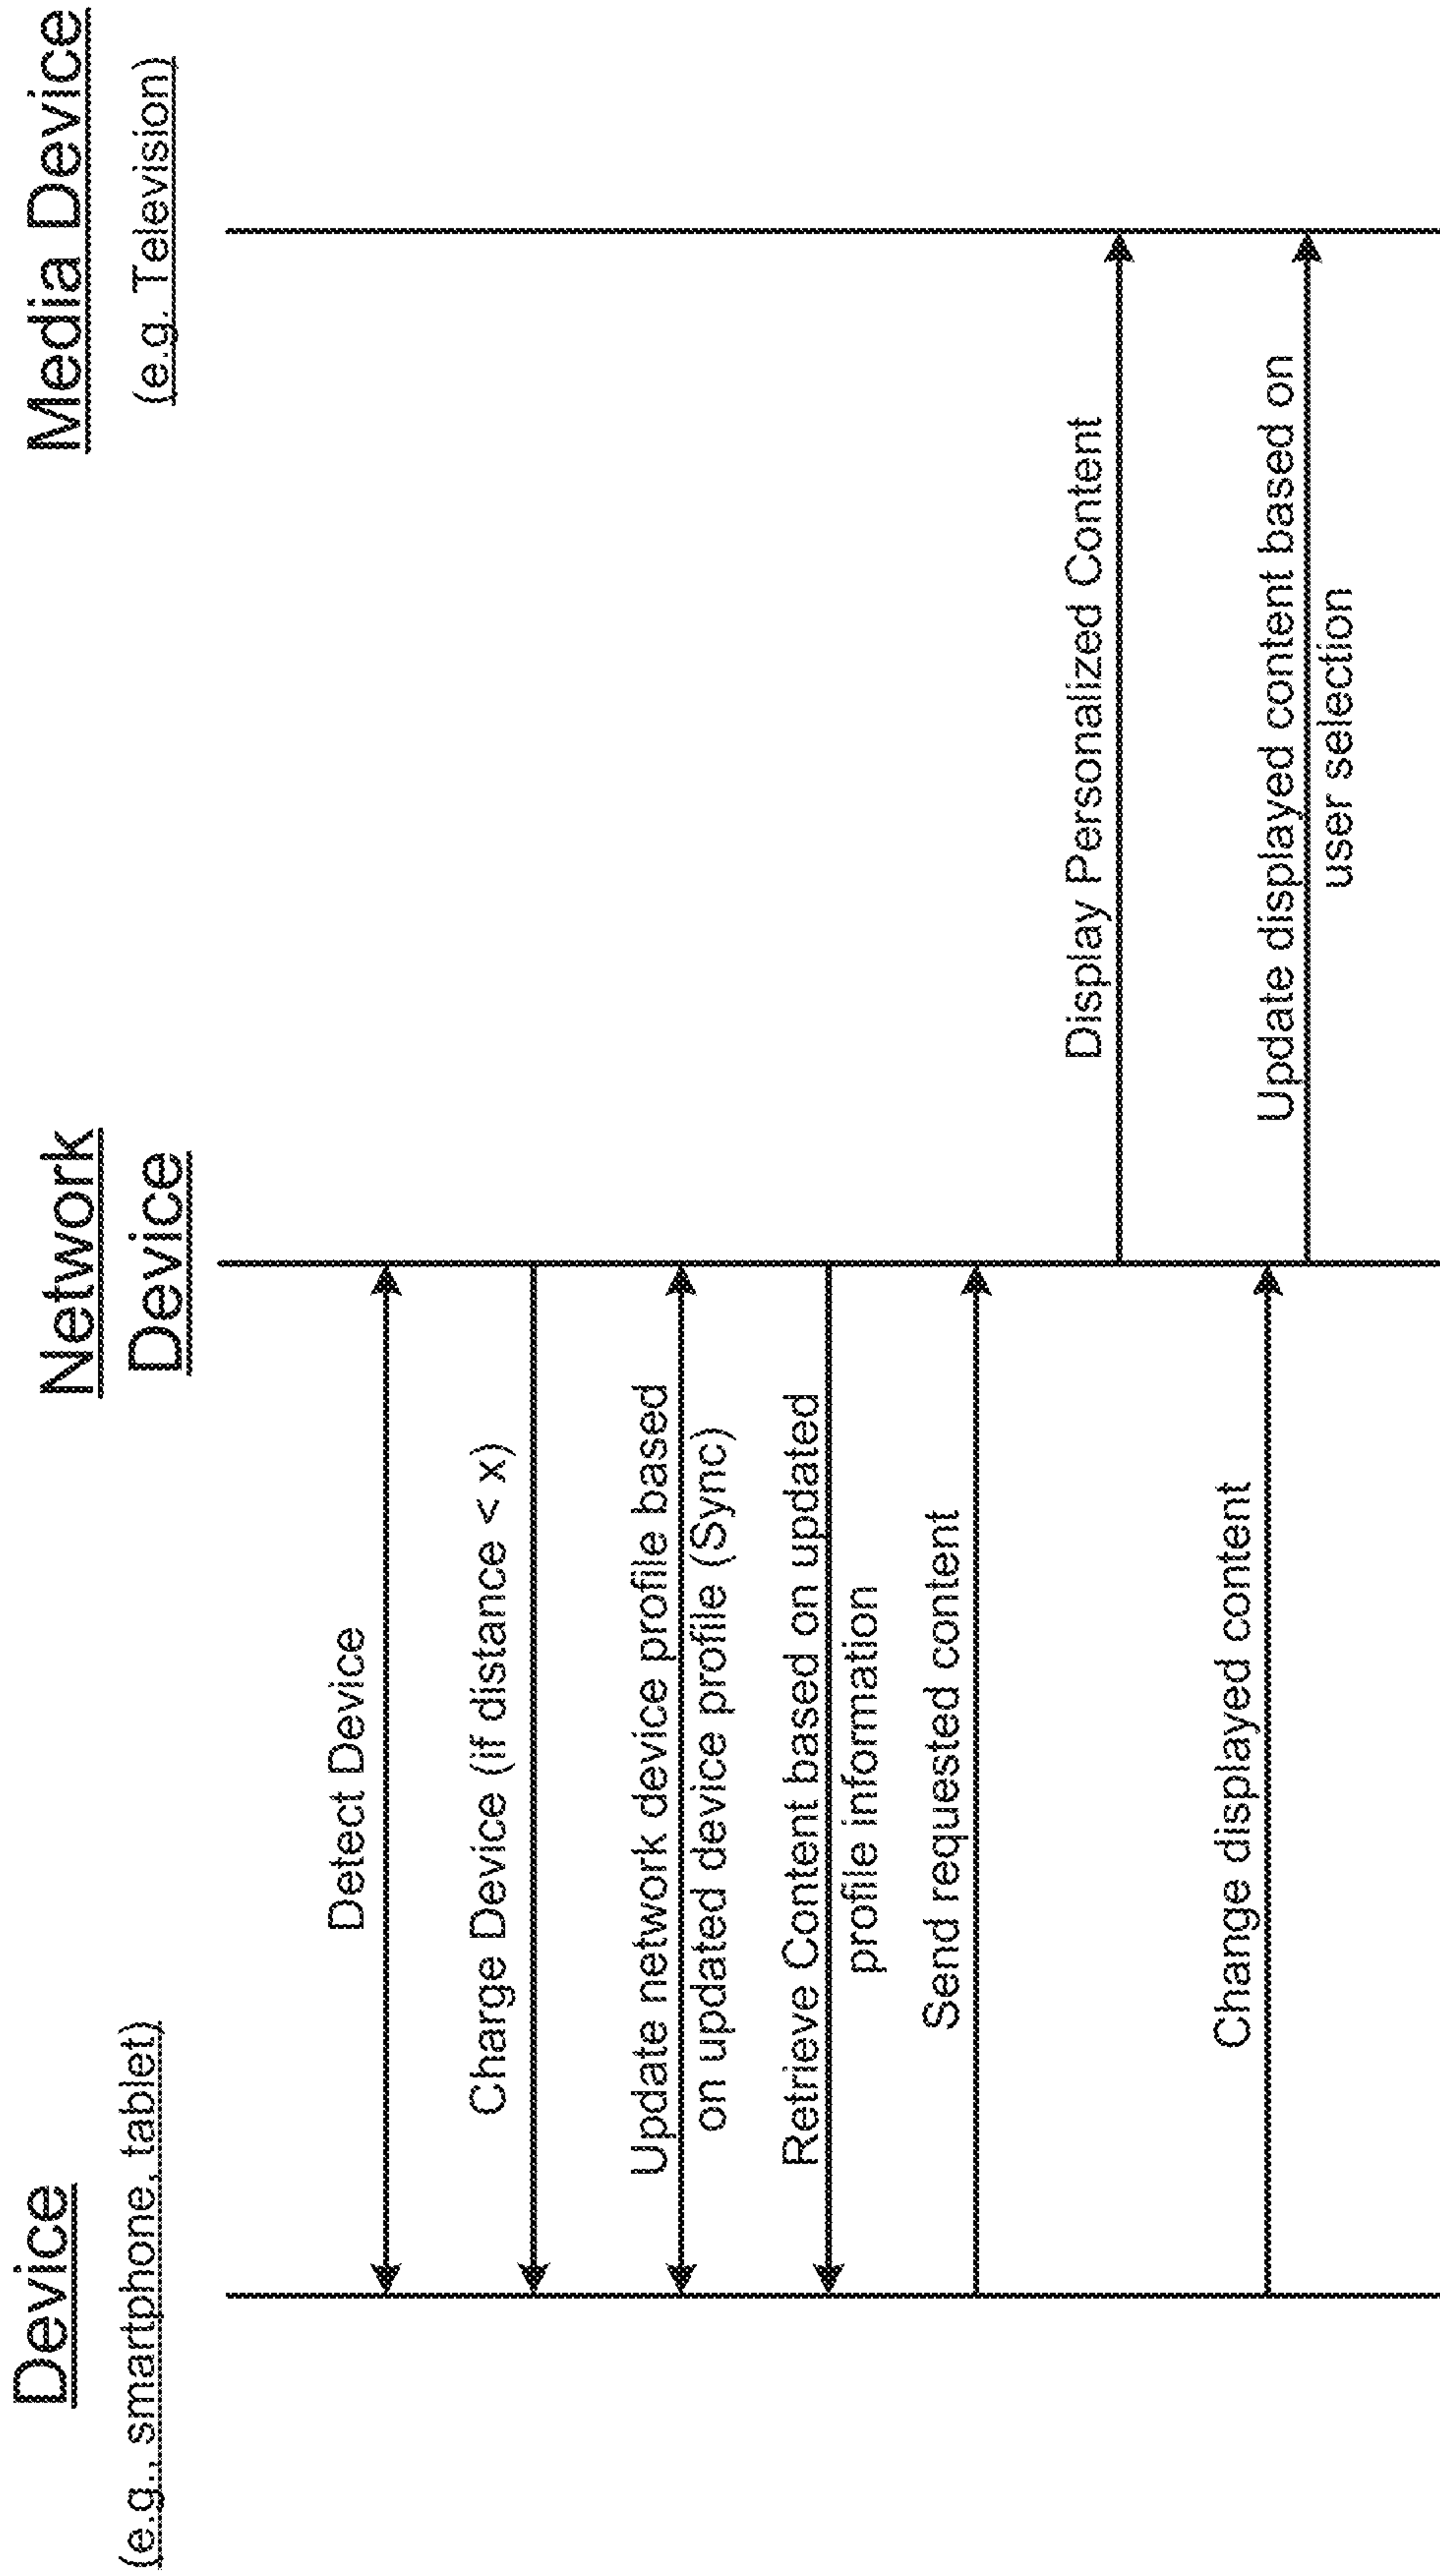 Device
(e.g., smartphone, tablet)
Network
Device
Media Device
(e.g. Television)
Detect Device
Charge Device (if distance < x)
Update network device profile based
on updated device profile (Sync)
Retrieve Content based on updated
profile information
Send requested content
Display Personalized Content
Change displayed content
Update displayed content based on
user selection